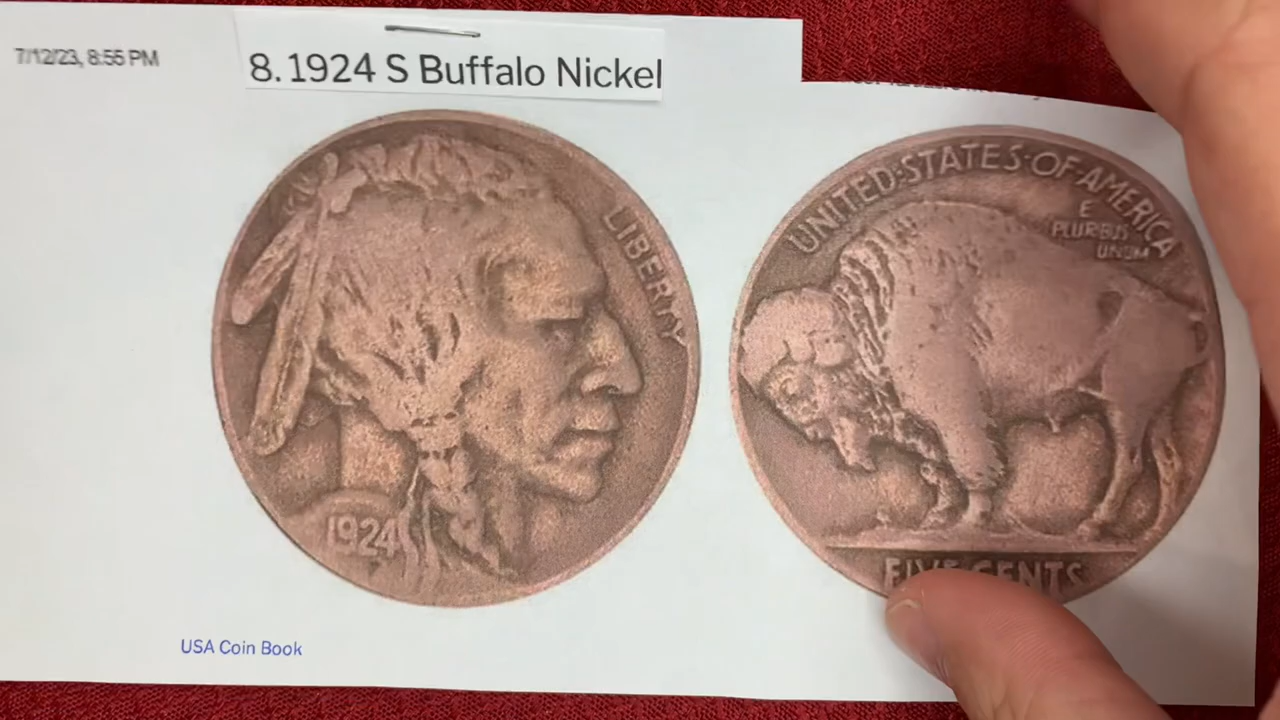 7/12/23, 8:55 PM
8. 1924 S Buffalo Nickel
LIBERTY
1924
UNITED·STATES·OF·AMERICA
E
PLURIBUS
UNUM
FIVE CENTS
USA Coin Book